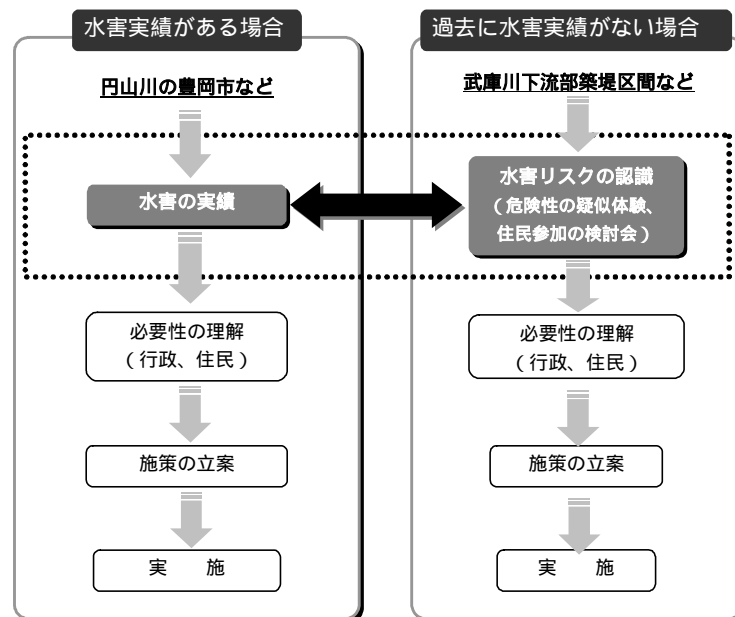 水害実績がある場合
円山川の豊岡市など
水害の実績
必要性の理解
(行政、住民)
施策の立案
実　施
過去に水害実績がない場合
武庫川下流部築堤区間など
水害リスクの認識
(危険性の疑似体験、
住民参加の検討会)
必要性の理解
(行政、住民)
施策の立案
実　施